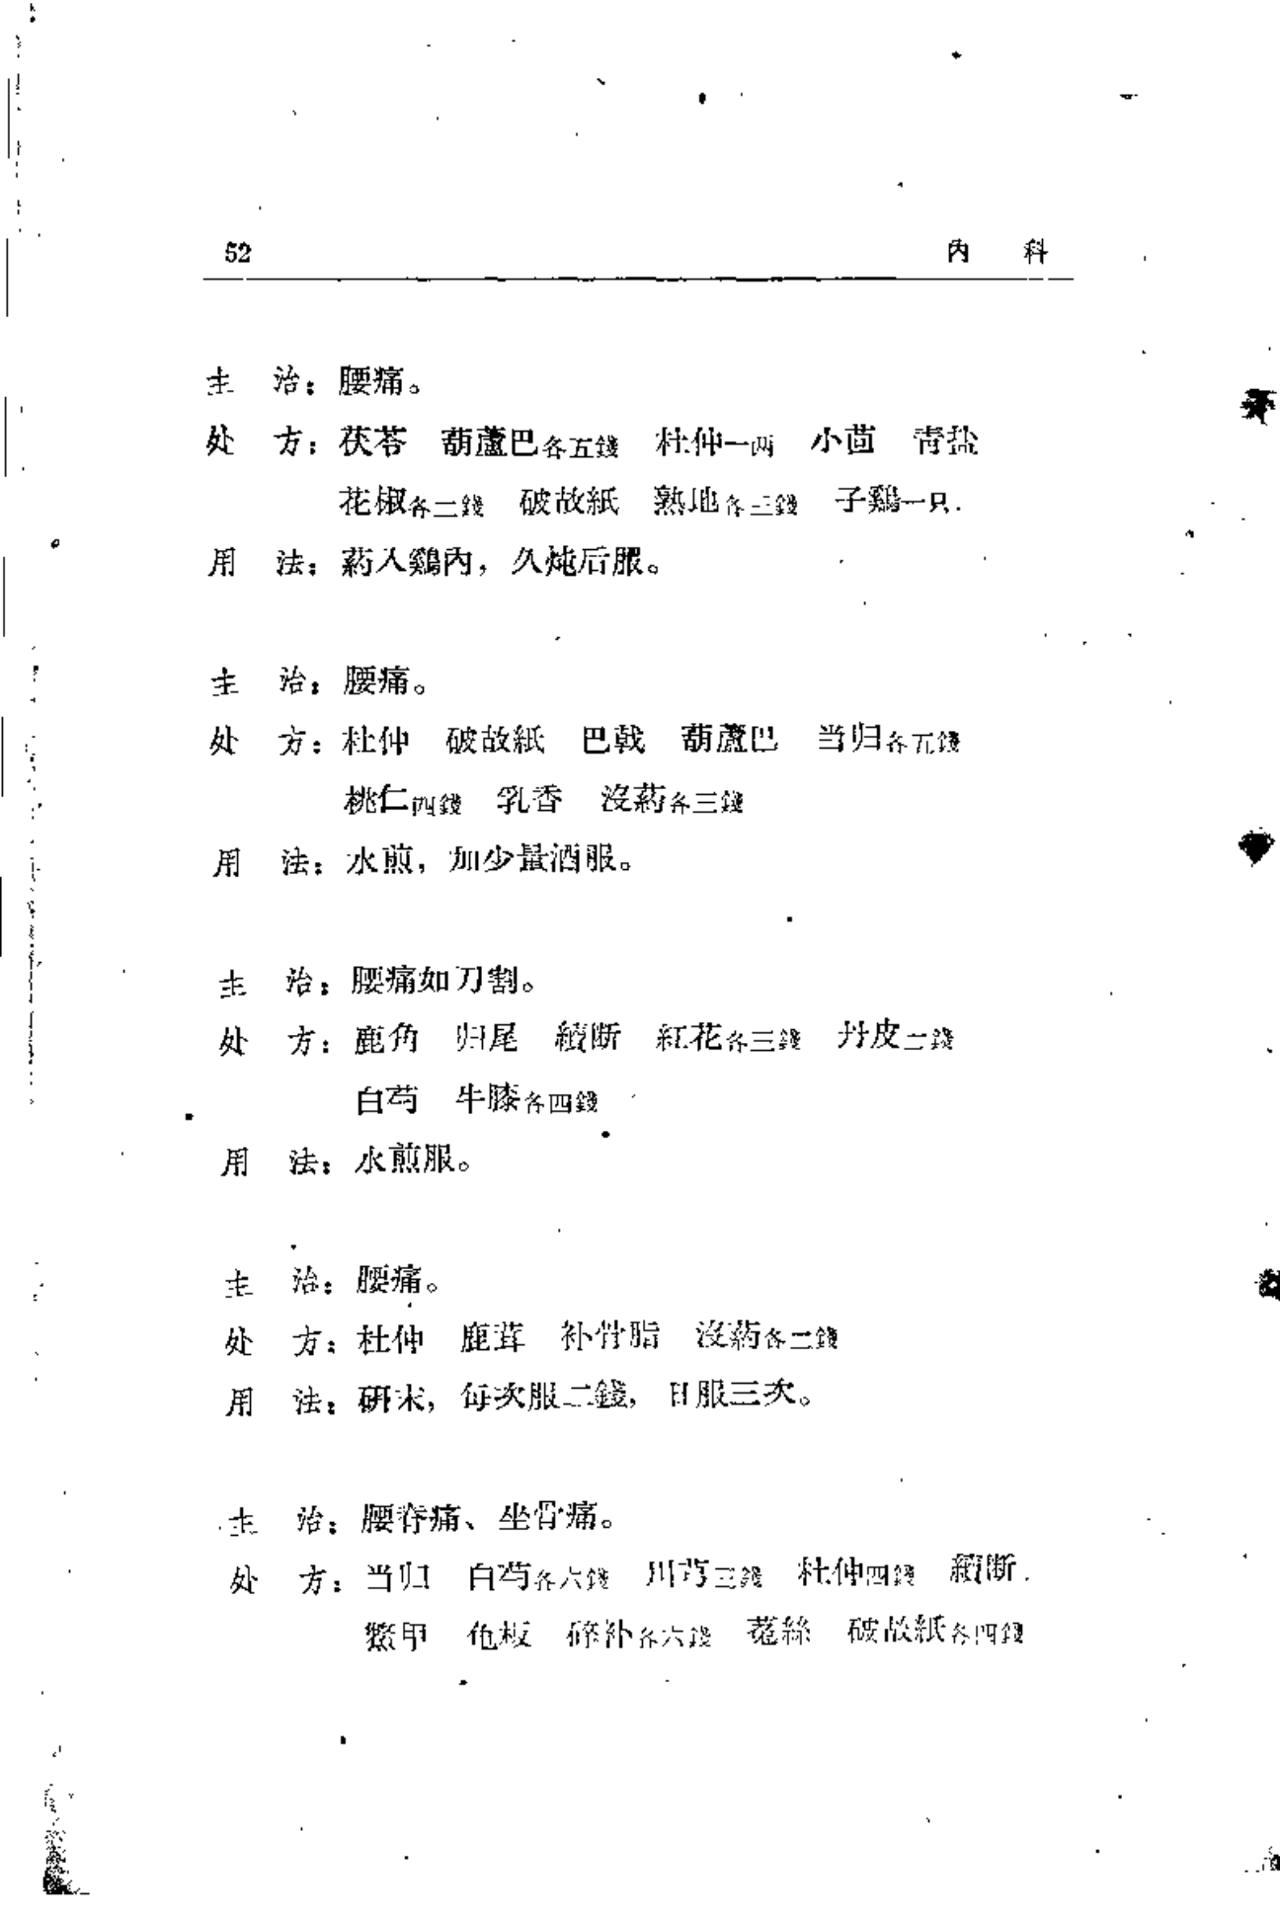 52 内　科
主　治：腰痛。
处　方：茯苓　葫蘆巴各五錢　杜仲一两　小茴　青盐
花椒各二錢　破故紙　熟地各三錢　子鷄一只.
用　法：葯入鷄內，久炖后服。
主　治：腰痛。
处　方：杜仲　破故紙　巴戟　葫蘆巴　当归各五錢
桃仁四錢　乳香　沒葯各三錢
用　法：水煎，加少量酒服。
主　治：腰痛如刀割。
处　方：鹿角　归尾　續断　紅花各三錢　丹皮二錢
白芍　牛膝各四錢
用　法：水煎服。
主　治：腰痛。
处　方：杜仲　鹿茸　补骨脂　沒葯各二錢
用　法：研末，每次服二錢，日服三次。
主　治：腰脊痛、坐骨痛。
处　方：当归　白芍各六錢　川芎三錢　杜仲四錢　續断
鱉甲　龟板　碎补各六錢　菟絲　破故紙各四錢